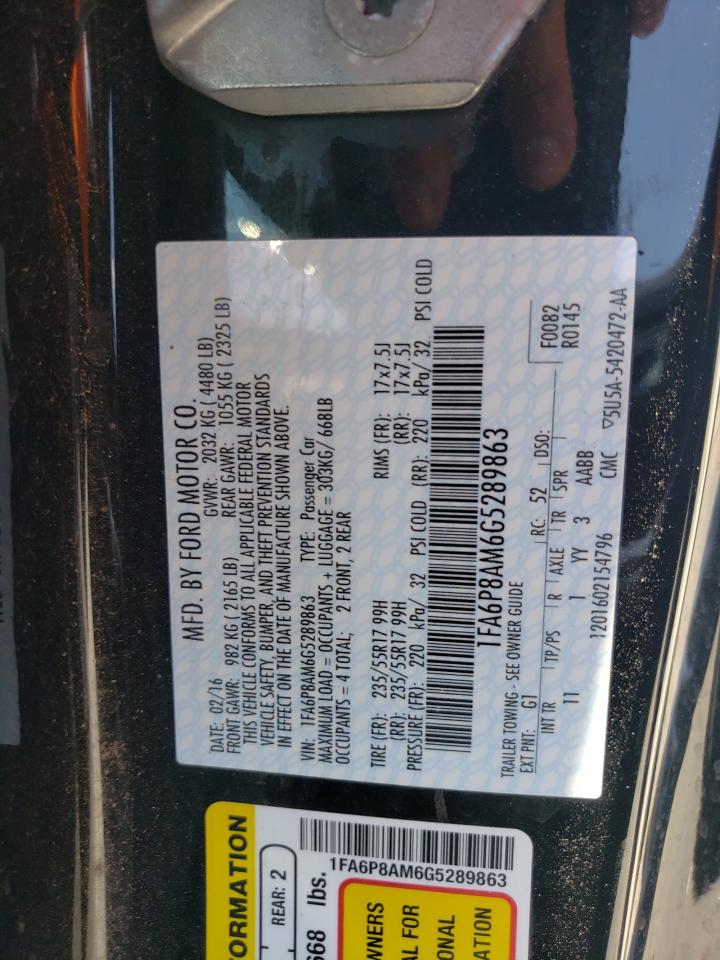 MFD. BY FORD MOTOR CO.
DATE: 02/16 GVWR: 2032 KG ( 4480 LB)
FRONT GAWR: 982 KG ( 2165 LB) REAR GAWR: 1055 KG ( 2325 LB)
THIS VEHICLE CONFORMS TO ALL APPLICABLE FEDERAL MOTOR
VEHICLE SAFETY, BUMPER, AND THEFT PREVENTION STANDARDS
IN EFFECT ON THE DATE OF MANUFACTURE SHOWN ABOVE.
VIN: 1FA6P8AM6G5289863 TYPE: Passenger Car
MAXIMUM LOAD = OCCUPANTS + LUGGAGE = 303KG/ 668LB
OCCUPANTS = 4 TOTAL; 2 FRONT, 2 REAR
TIRE (FR): 235/55R17 99H RIMS (FR): 17x7.5J
(RR): 235/55R17 99H (RR): 17x7.5J
PRESSURE (FR): 220 kPa/ 32 PSI COLD (RR): 220 kPa/ 32 PSI COLD
1FA6P8AM6G5289863
TRAILER TOWING - SEE OWNER GUIDE
EXT PNT: G1 RC: 52 DSO: F0082
INT TR TP/PS R AXLE TR SPR R0145
11 1 YY 3 AABB
1201602154796 CMC ▽5U5A-5420472-AA
ORMATION
REAR: 2
668 lbs.
1FA6P8AM6G5289863
WNERS
AL FOR
ONAL
ATION